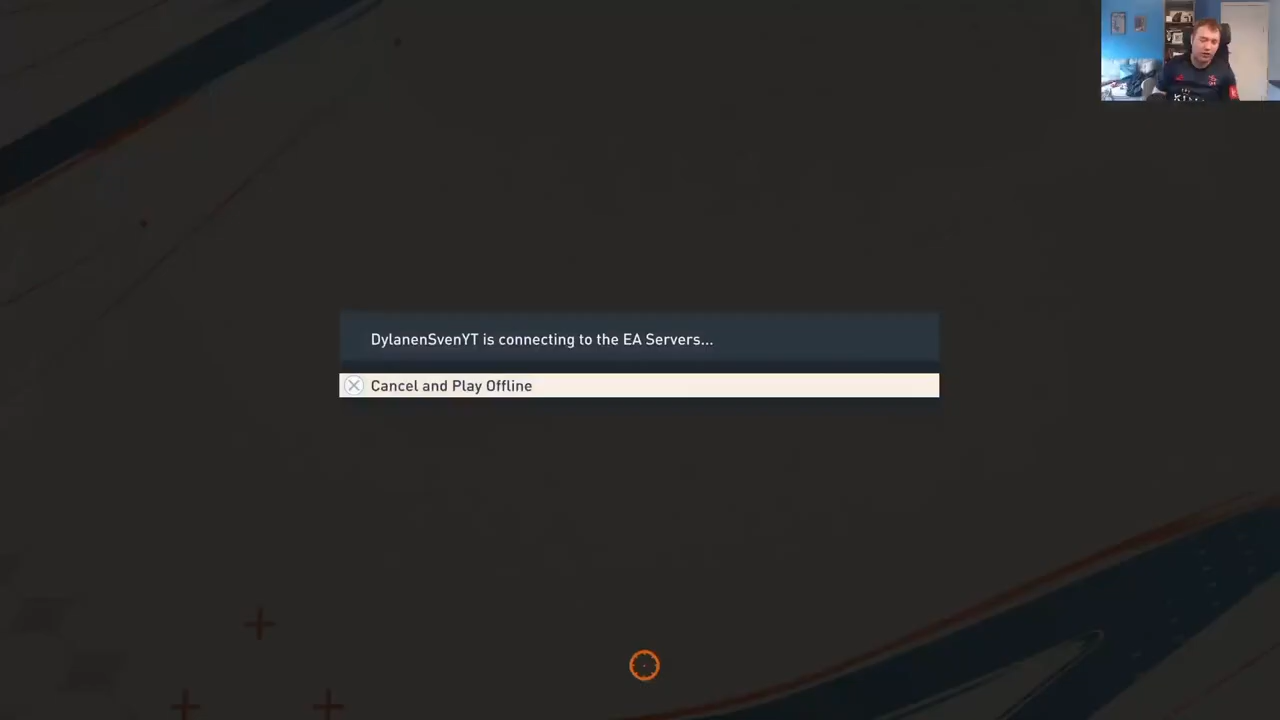 DylanenSvenYT is connecting to the EA Servers...
Cancel and Play Offline